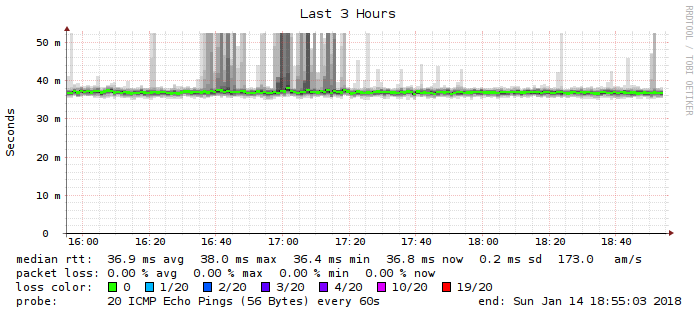 Last 3 Hours
RRDTOOL / TOBI OETIKER
Seconds
50 m
40 m
30 m
20 m
10 m
0
16:00 16:20 16:40 17:00 17:20 17:40 18:00 18:20 18:40
median rtt: 36.9 ms avg 38.0 ms max 36.4 ms min 36.8 ms now 0.2 ms sd 173.0 am/s
packet loss: 0.00 % avg 0.00 % max 0.00 % min 0.00 % now
loss color: 0 1/20 2/20 3/20 4/20 10/20 19/20
probe: 20 ICMP Echo Pings (56 Bytes) every 60s end: Sun Jan 14 18:55:03 2018